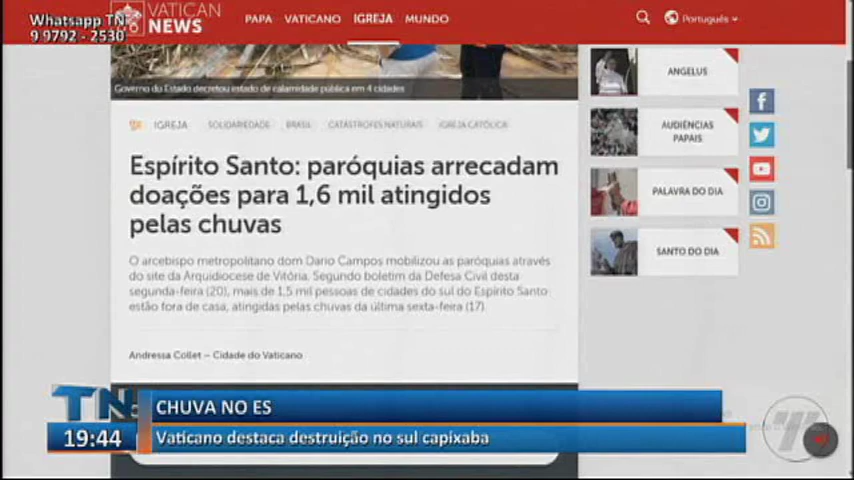 Whatsapp TN
9 9792 - 2530
VATICAN
NEWS
PAPA VATICANO IGREJA MUNDO
Português
Governo do Estado decretou estado de calamidade pública em 4 cidades
IGREJA SOLIDARIEDADE BRASIL CATÁSTROFES NATURAIS IGREJA CATÓLICA
Espírito Santo: paróquias arrecadam
doações para 1,6 mil atingidos
pelas chuvas
O arcebispo metropolitano dom Dario Campos mobilizou as paróquias através
do site da Arquidiocese de Vitória. Segundo boletim da Defesa Civil desta
segunda-feira (20), mais de 1,5 mil pessoas de cidades do sul do Espírito Santo
estão fora de casa, atingidas pelas chuvas da última sexta-feira (17).
Andressa Collet – Cidade do Vaticano
ANGELUS
AUDIÊNCIAS
PAPAIS
PALAVRA DO DIA
SANTO DO DIA
TN
CHUVA NO ES
19:44
Vaticano destaca destruição no sul capixaba